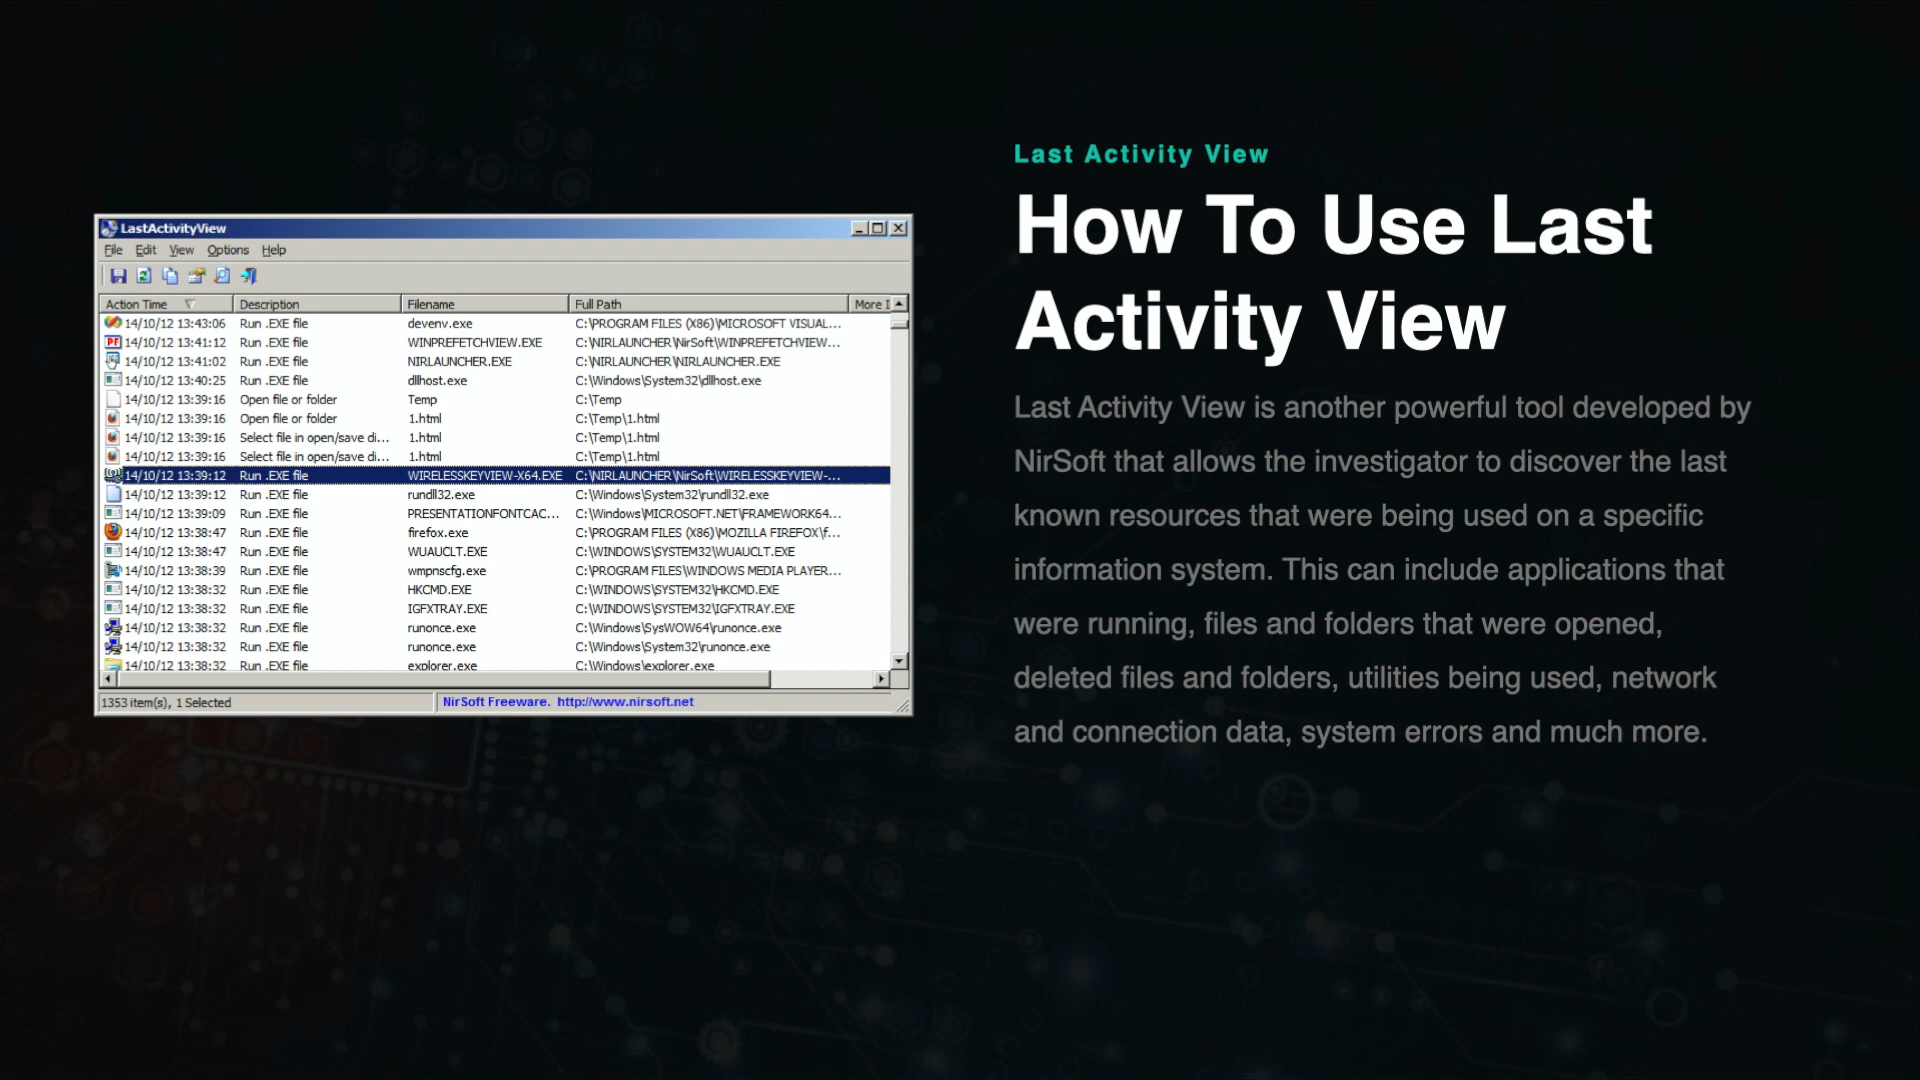 LastActivityView
File Edit View Options Help
Action Time Description Filename Full Path More I
14/10/12 13:43:06 Run .EXE file devenv.exe C:\PROGRAM FILES (X86)\MICROSOFT VISUAL...
14/10/12 13:41:12 Run .EXE file WINPREFETCHVIEW.EXE C:\NIRLAUNCHER\NirSoft\WINPREFETCHVIEW...
14/10/12 13:41:02 Run .EXE file NIRLAUNCHER.EXE C:\NIRLAUNCHER\NIRLAUNCHER.EXE
14/10/12 13:40:25 Run .EXE file dllhost.exe C:\Windows\System32\dllhost.exe
14/10/12 13:39:16 Open file or folder Temp C:\Temp
14/10/12 13:39:16 Open file or folder 1.html C:\Temp\1.html
14/10/12 13:39:16 Select file in open/save di... 1.html C:\Temp\1.html
14/10/12 13:39:16 Select file in open/save di... 1.html C:\Temp\1.html
14/10/12 13:39:12 Run .EXE file WIRELESSKEYVIEW-X64.EXE C:\NIRLAUNCHER\NirSoft\WIRELESSKEYVIEW-...
14/10/12 13:39:12 Run .EXE file rundll32.exe C:\Windows\System32\rundll32.exe
14/10/12 13:39:09 Run .EXE file PRESENTATIONFONTCAC... C:\Windows\MICROSOFT.NET\FRAMEWORK64...
14/10/12 13:38:47 Run .EXE file firefox.exe C:\PROGRAM FILES (X86)\MOZILLA FIREFOX\f...
14/10/12 13:38:47 Run .EXE file WUAUCLT.EXE C:\WINDOWS\SYSTEM32\WUAUCLT.EXE
14/10/12 13:38:39 Run .EXE file wmpnscfg.exe C:\PROGRAM FILES\WINDOWS MEDIA PLAYER...
14/10/12 13:38:32 Run .EXE file HKCMD.EXE C:\WINDOWS\SYSTEM32\HKCMD.EXE
14/10/12 13:38:32 Run .EXE file IGFXTRAY.EXE C:\WINDOWS\SYSTEM32\IGFXTRAY.EXE
14/10/12 13:38:32 Run .EXE file runonce.exe C:\Windows\SysWOW64\runonce.exe
14/10/12 13:38:32 Run .EXE file runonce.exe C:\Windows\System32\runonce.exe
14/10/12 13:38:32 Run .EXE file explorer.exe C:\Windows\explorer.exe
1353 item(s), 1 Selected NirSoft Freeware. http://www.nirsoft.net
Last Activity View
How To Use Last
Activity View
Last Activity View is another powerful tool developed by
NirSoft that allows the investigator to discover the last
known resources that were being used on a specific
information system. This can include applications that
were running, files and folders that were opened,
deleted files and folders, utilities being used, network
and connection data, system errors and much more.